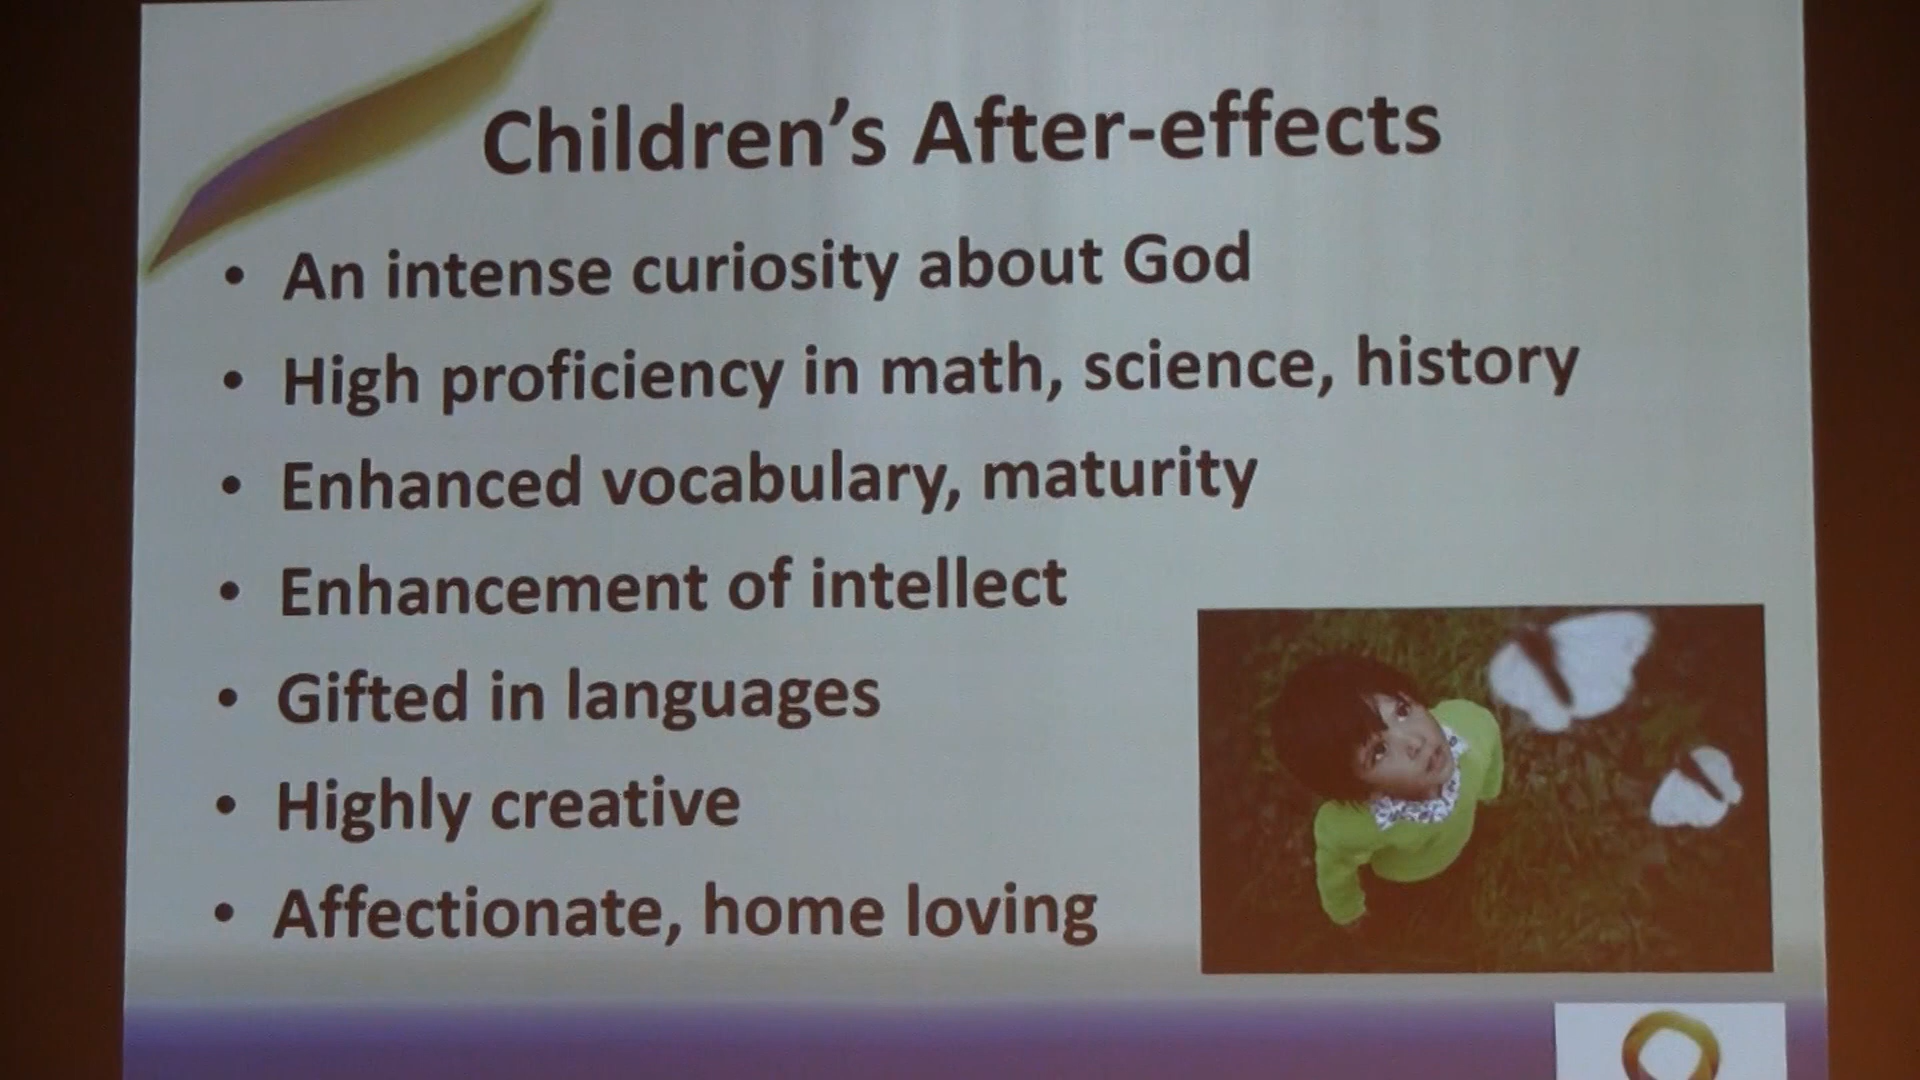 Children's After-effects
• An intense curiosity about God
• High proficiency in math, science, history
• Enhanced vocabulary, maturity
• Enhancement of intellect
• Gifted in languages
• Highly creative
• Affectionate, home loving